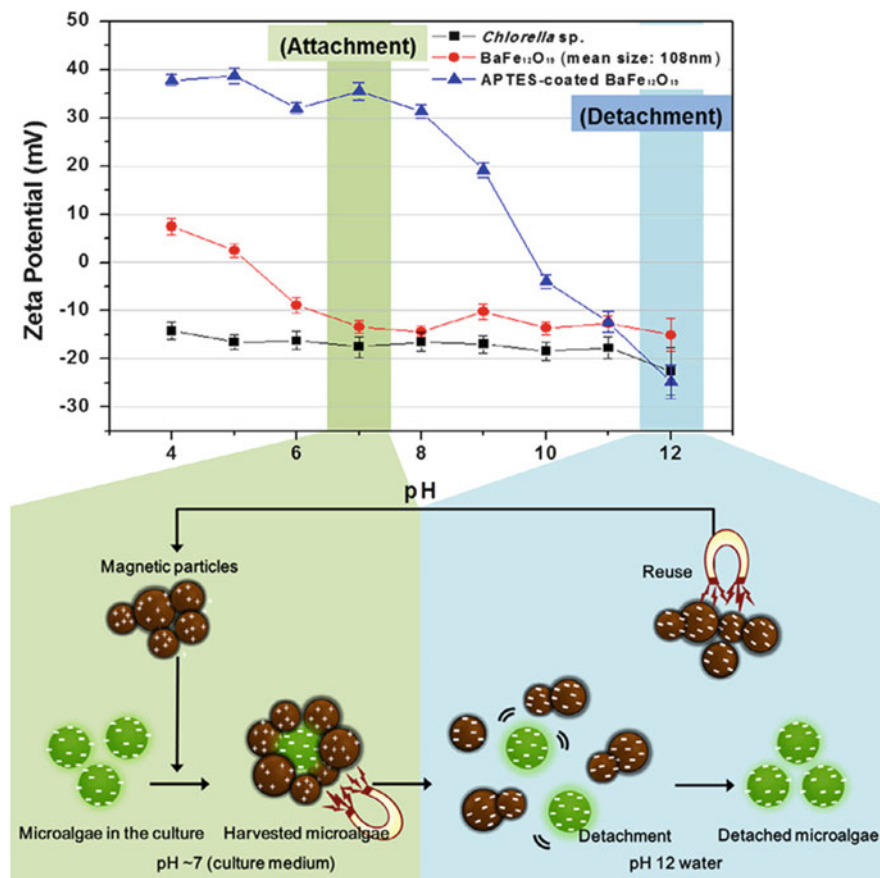 (Attachment)
Chlorella sp.
BaFe₁₂O₁₉ (mean size: 108nm)
APTES-coated BaFe₁₂O₁₉
(Detachment)
Zeta Potential (mV)
50
40
30
20
10
0
-10
-20
-30
4
6
8
10
12
pH
Magnetic particles
Reuse
Microalgae in the culture
Harvested microalgae
Detachment
Detached microalgae
pH ~7 (culture medium)
pH 12 water